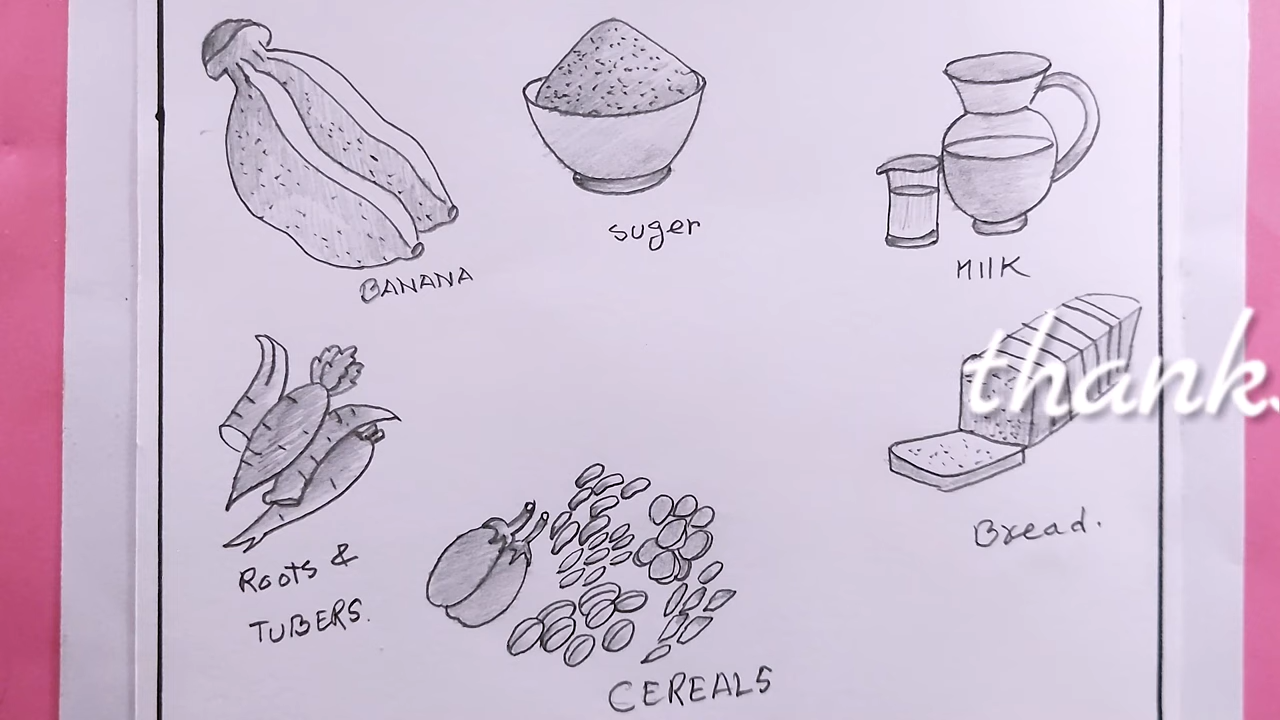 suger
BANANA
MilK
thank
Bread.
Roots &
TUBERS.
CEREALS